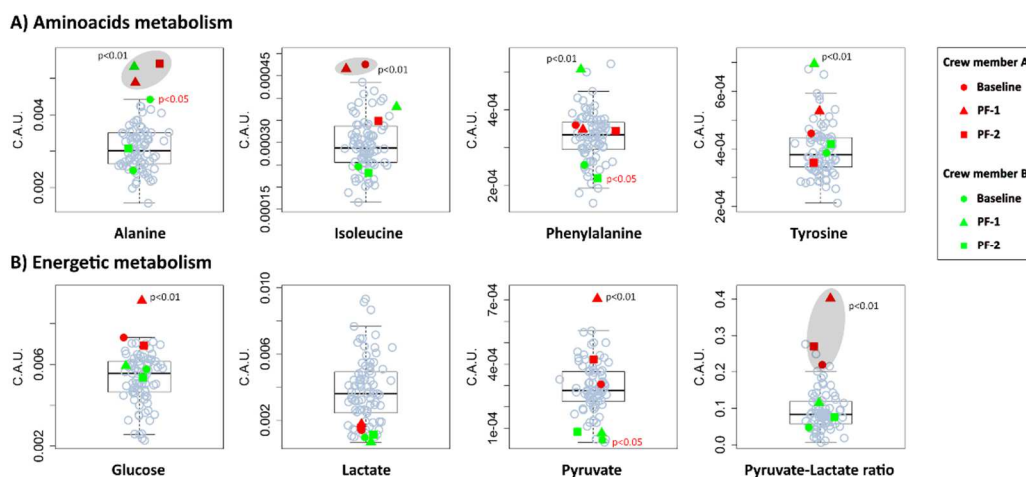 A) Aminoacids metabolism
C.A.U.
0.002
0.004
p<0.01
p<0.05
Alanine
C.A.U.
0.00015
0.00030
0.00045
p<0.01
Isoleucine
C.A.U.
2e-04
4e-04
p<0.01
p<0.05
Phenylalanine
C.A.U.
2e-04
4e-04
6e-04
p<0.01
Tyrosine
Crew member A
Baseline
PF-1
PF-2
Crew member B
Baseline
PF-1
PF-2
B) Energetic metabolism
C.A.U.
0.002
0.006
p<0.01
Glucose
C.A.U.
0.002
0.006
0.010
Lactate
C.A.U.
1e-04
4e-04
7e-04
p<0.01
p<0.05
Pyruvate
C.A.U.
0.0
0.1
0.2
0.3
0.4
p<0.01
Pyruvate-Lactate ratio